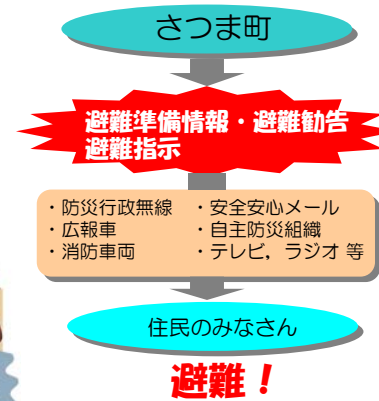 さつま町
避難準備情報・避難勧告
避難指示
・防災行政無線 ・安全安心メール
・広報車 ・自主防災組織
・消防車両 ・テレビ，ラジオ 等
住民のみなさん
避難！